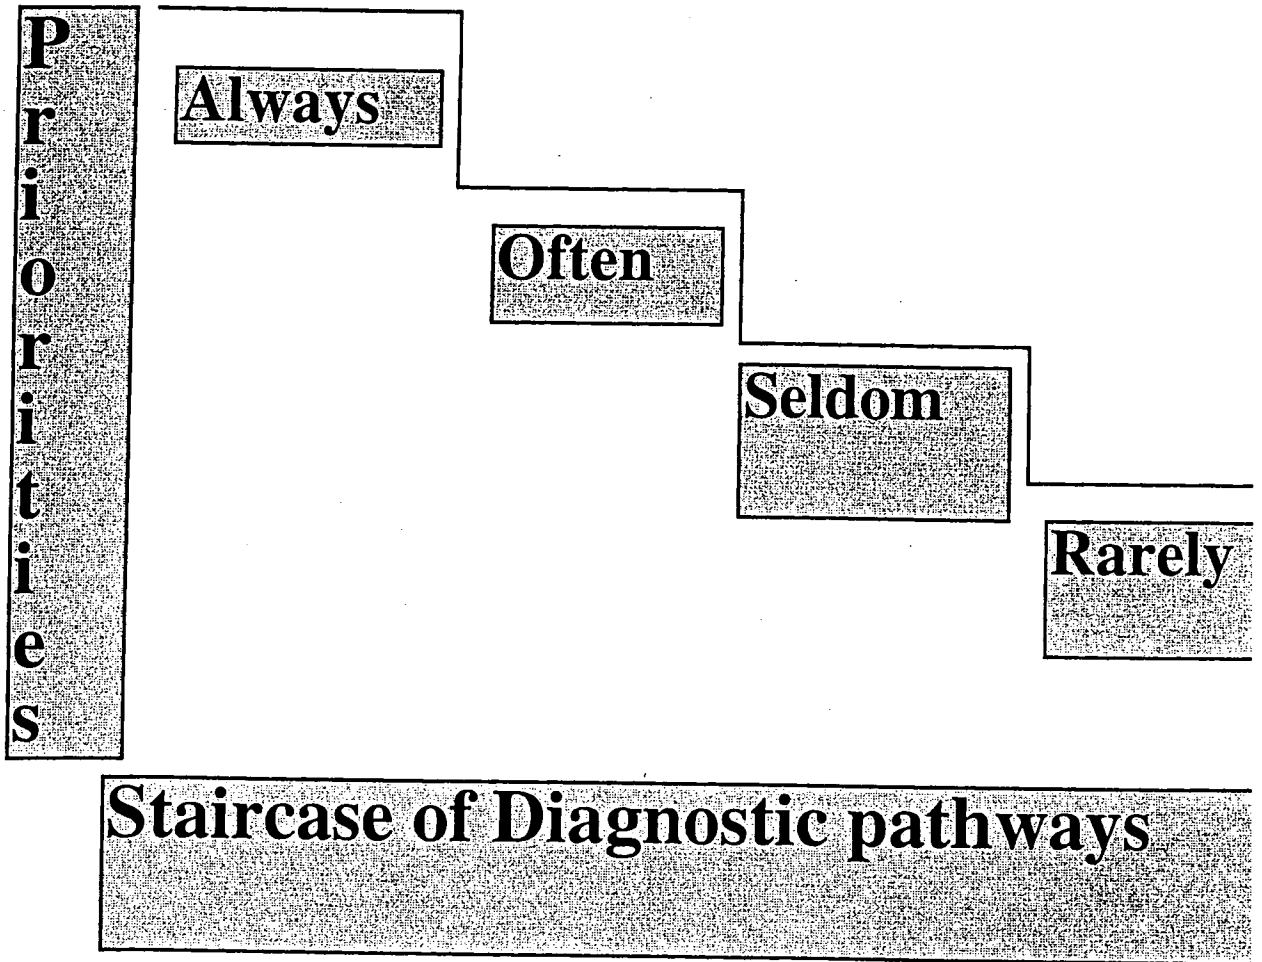 Priorities
Always
Often
Seldom
Rarely
Staircase of Diagnostic pathways